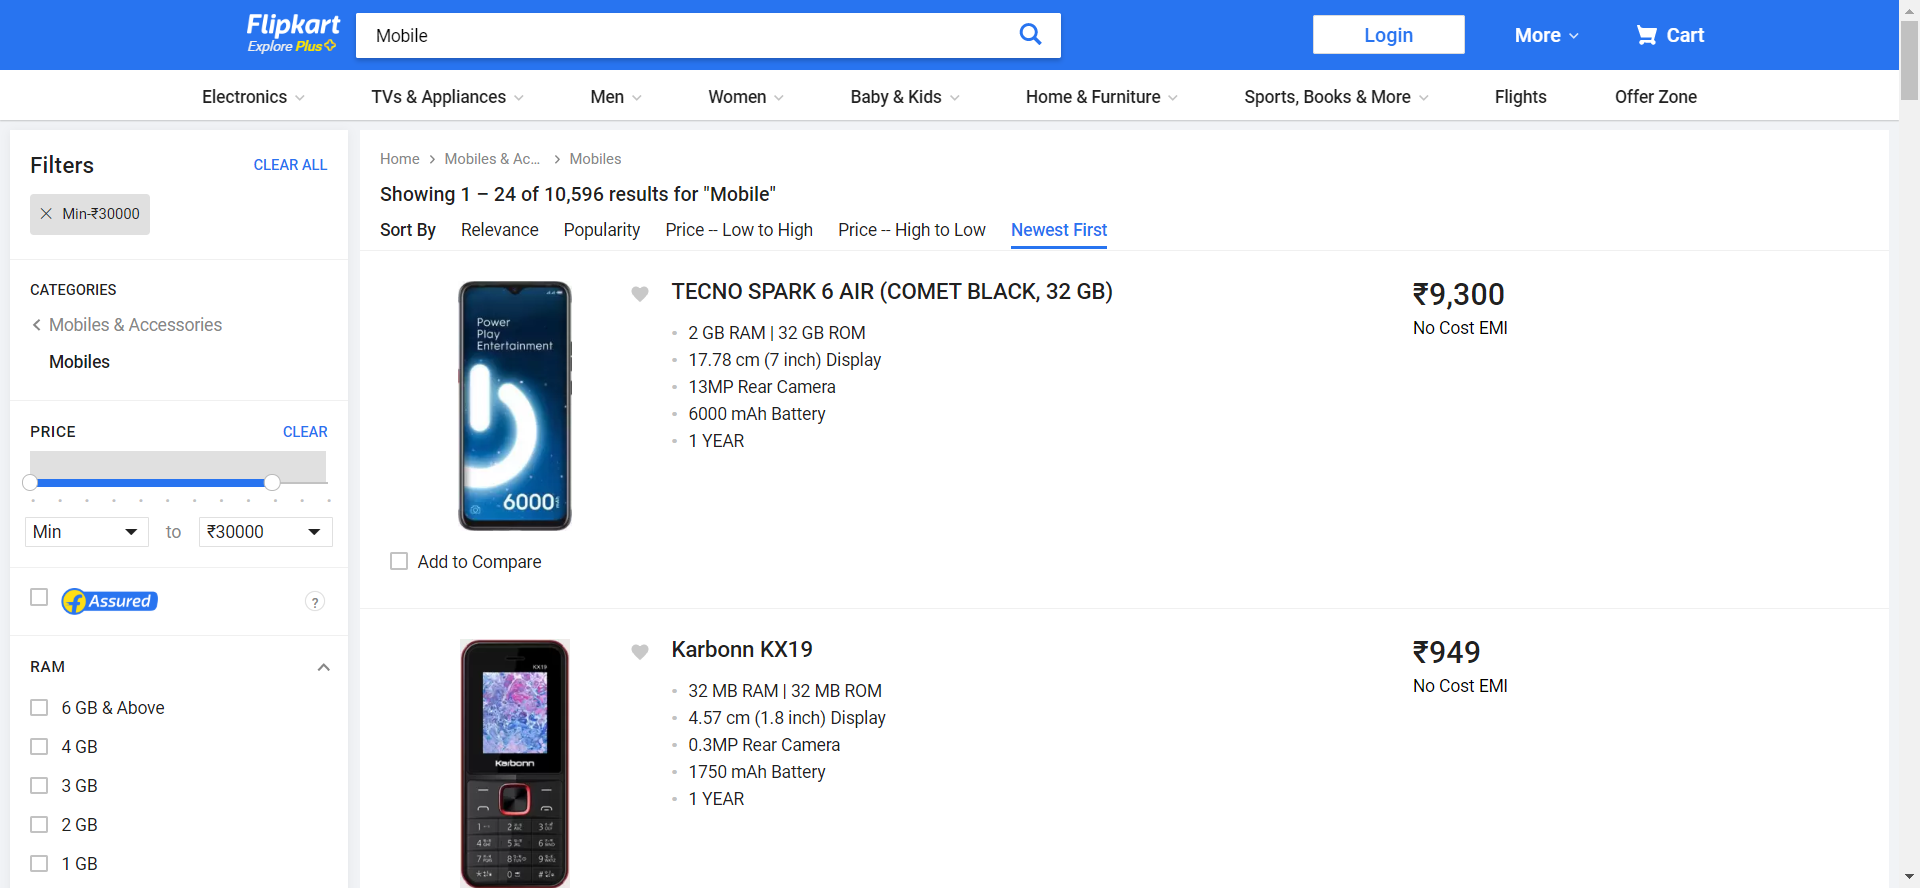 Flipkart
Explore Plus
Mobile
Login
More
Cart
Electronics
TVs & Appliances
Men
Women
Baby & Kids
Home & Furniture
Sports, Books & More
Flights
Offer Zone
Filters
CLEAR ALL
Min-₹30000
CATEGORIES
Mobiles & Accessories
Mobiles
PRICE
CLEAR
Min
to
₹30000
Assured
?
RAM
6 GB & Above
4 GB
3 GB
2 GB
1 GB
Home
Mobiles & Ac...
Mobiles
Showing 1 – 24 of 10,596 results for "Mobile"
Sort By
Relevance
Popularity
Price -- Low to High
Price -- High to Low
Newest First
Power
Play
Entertainment
6000
Add to Compare
TECNO SPARK 6 AIR (COMET BLACK, 32 GB)
2 GB RAM | 32 GB ROM
17.78 cm (7 inch) Display
13MP Rear Camera
6000 mAh Battery
1 YEAR
₹9,300
No Cost EMI
KX19
Karbonn
Karbonn KX19
32 MB RAM | 32 MB ROM
4.57 cm (1.8 inch) Display
0.3MP Rear Camera
1750 mAh Battery
1 YEAR
₹949
No Cost EMI